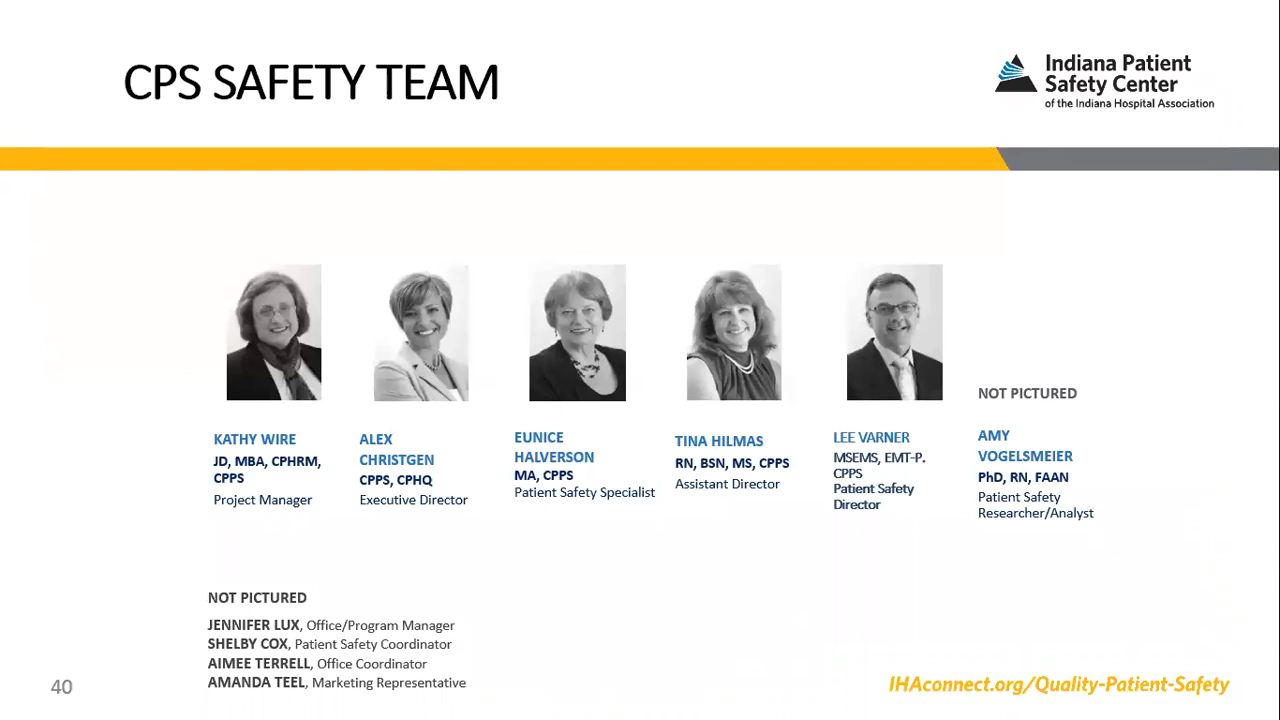 CPS SAFETY TEAM
Indiana Patient
Safety Center
of the Indiana Hospital Association
KATHY WIRE
JD, MBA, CPHRM,
CPPS
Project Manager
ALEX
CHRISTGEN
CPPS, CPHQ
Executive Director
EUNICE
HALVERSON
MA, CPPS
Patient Safety Specialist
TINA HILMAS
RN, BSN, MS, CPPS
Assistant Director
LEE VARNER
MSEMS, EMT-P.
CPPS
Patient Safety
Director
NOT PICTURED
AMY
VOGELSMEIER
PhD, RN, FAAN
Patient Safety
Researcher/Analyst
NOT PICTURED
JENNIFER LUX, Office/Program Manager
SHELBY COX, Patient Safety Coordinator
AIMEE TERRELL, Office Coordinator
AMANDA TEEL, Marketing Representative
40
IHAconnect.org/Quality-Patient-Safety